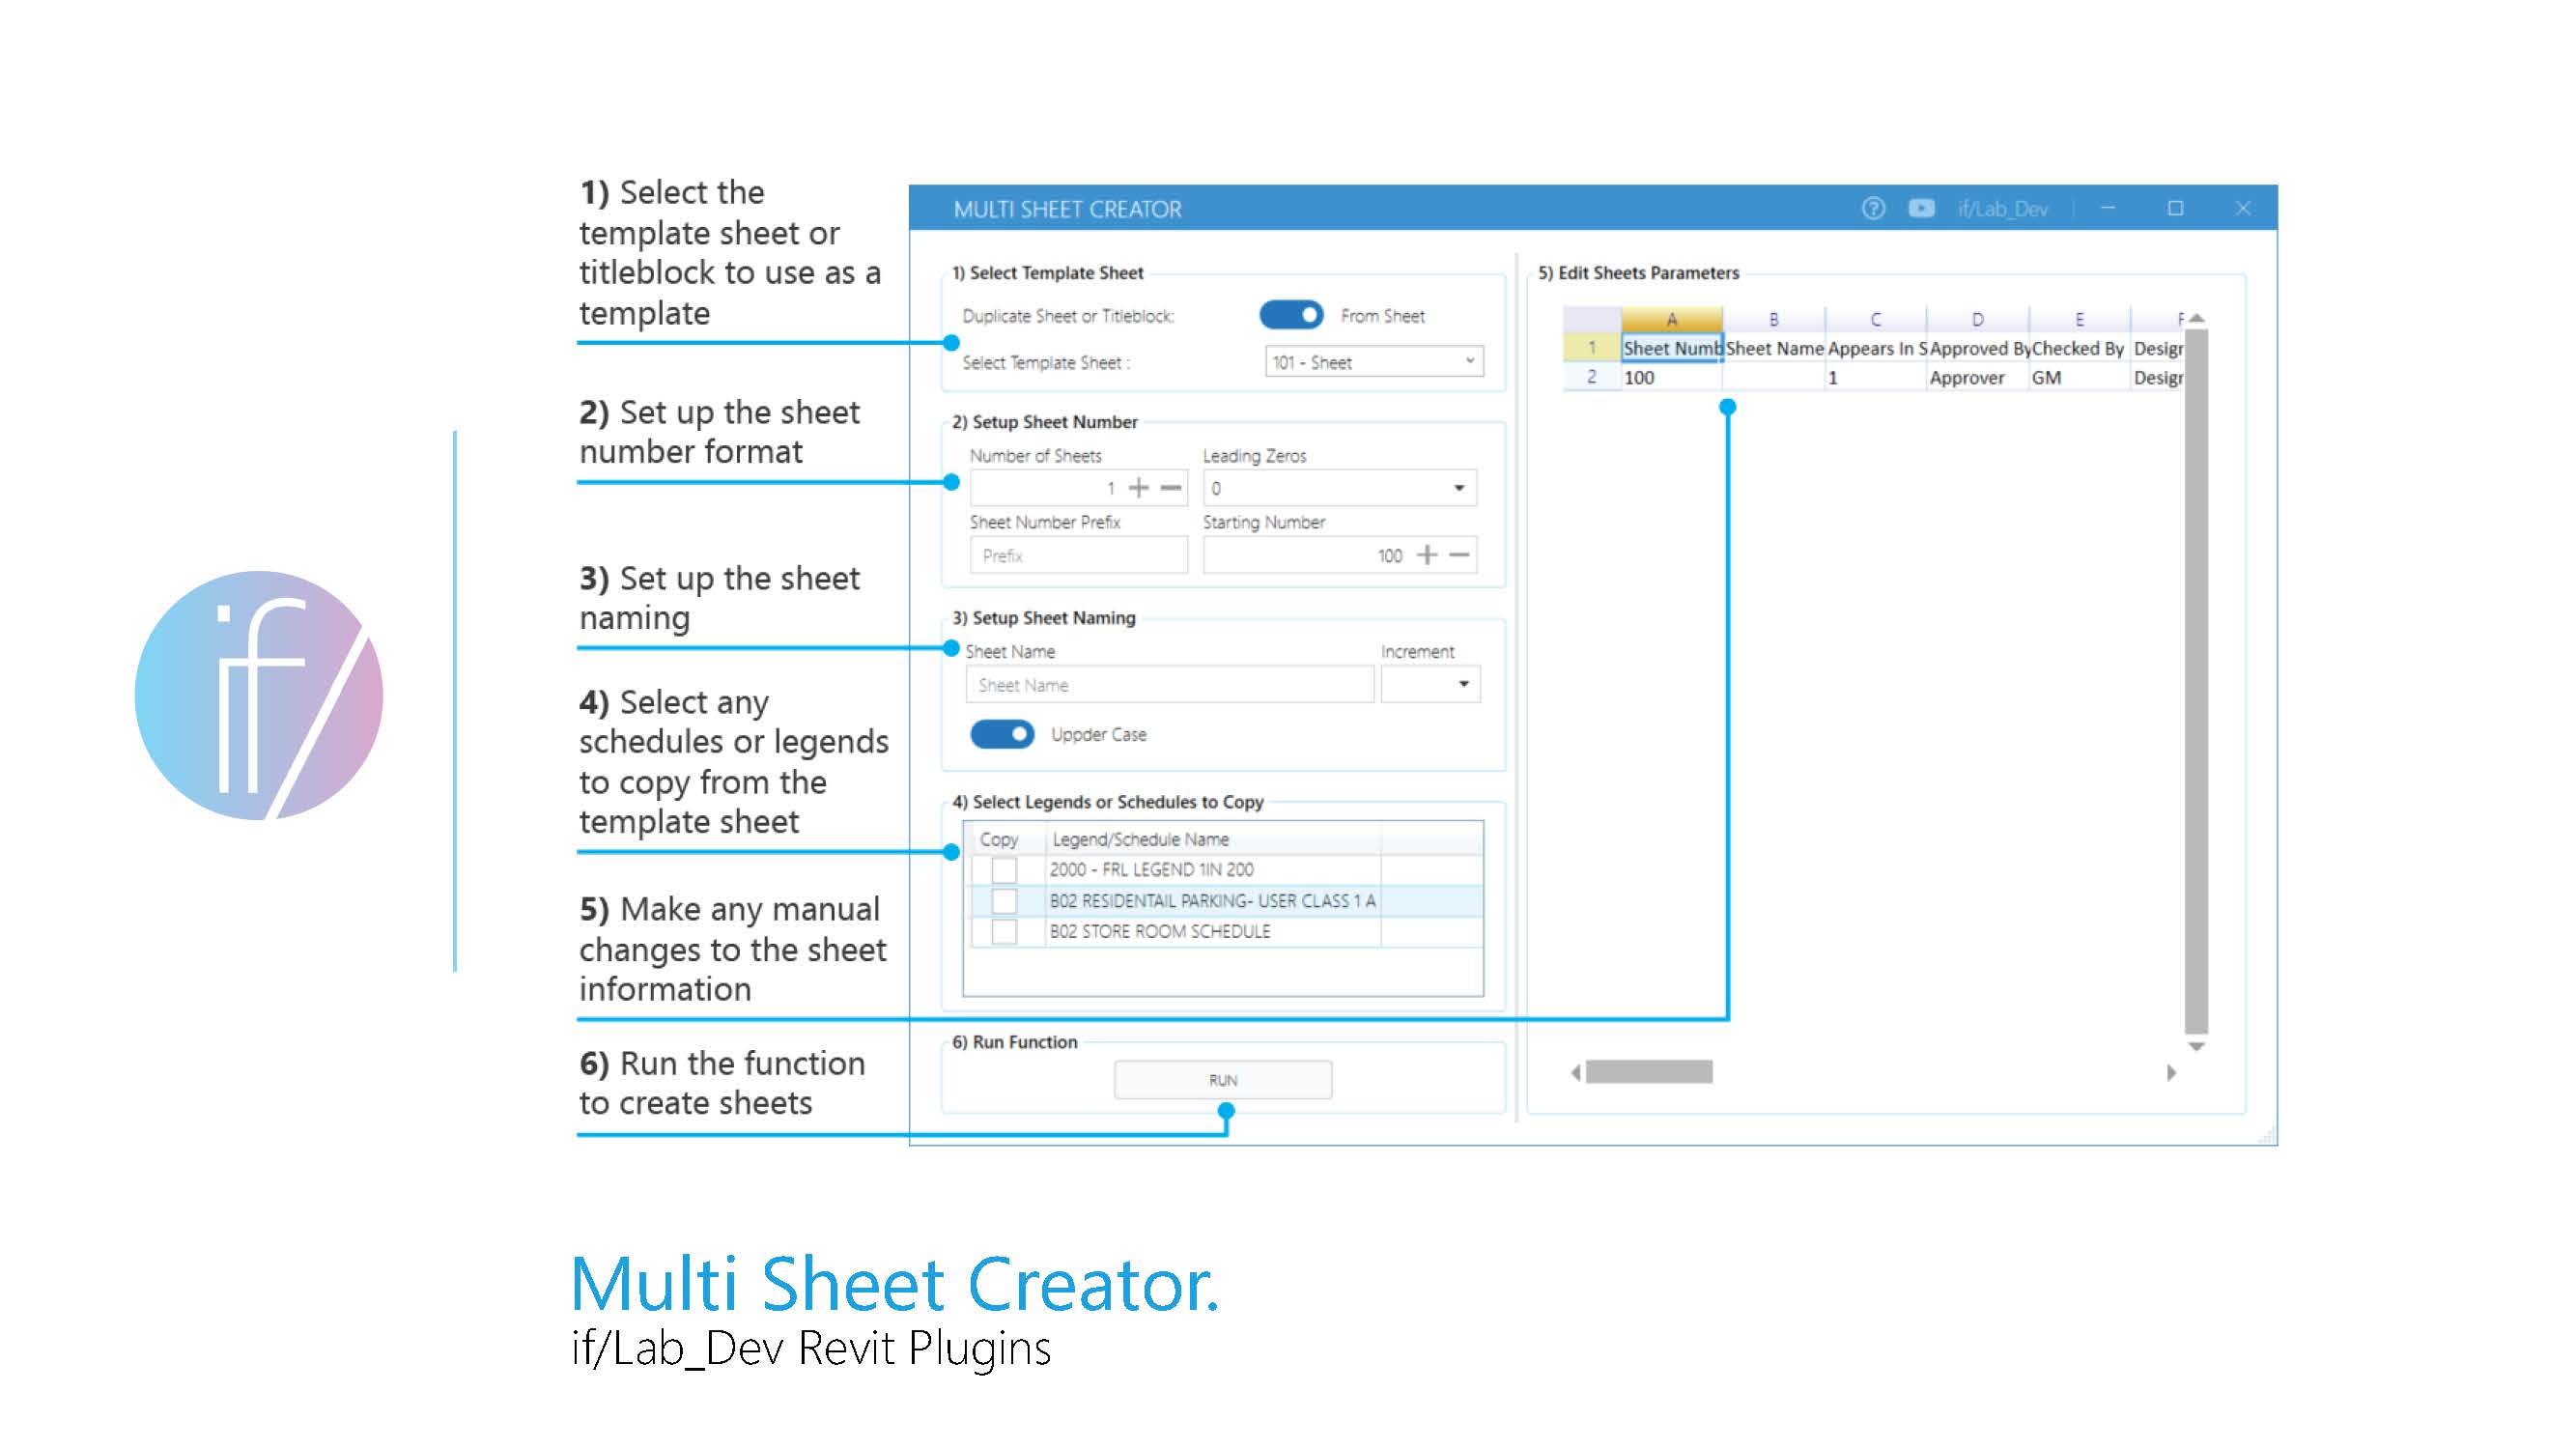 1) Select the
template sheet or
titleblock to use as a
template
2) Set up the sheet
number format
3) Set up the sheet
naming
4) Select any
schedules or legends
to copy from the
template sheet
5) Make any manual
changes to the sheet
information
6) Run the function
to create sheets
if/
MULTI SHEET CREATOR
if/Lab_Dev
1) Select Template Sheet
Duplicate Sheet or Titleblock:
From Sheet
Select Template Sheet :
101 - Sheet
2) Setup Sheet Number
Number of Sheets
Leading Zeros
1
0
Sheet Number Prefix
Starting Number
Prefix
100
3) Setup Sheet Naming
Sheet Name
Increment
Sheet Name
Uppder Case
4) Select Legends or Schedules to Copy
Copy Legend/Schedule Name
2000 - FRL LEGEND 1IN 200
B02 RESIDENTAIL PARKING- USER CLASS 1 A
B02 STORE ROOM SCHEDULE
6) Run Function
RUN
5) Edit Sheets Parameters
A B C D E F
1 Sheet Numb Sheet Name Appears In S Approved By Checked By Design
2 100 1 Approver GM Design
Multi Sheet Creator.
if/Lab_Dev Revit Plugins